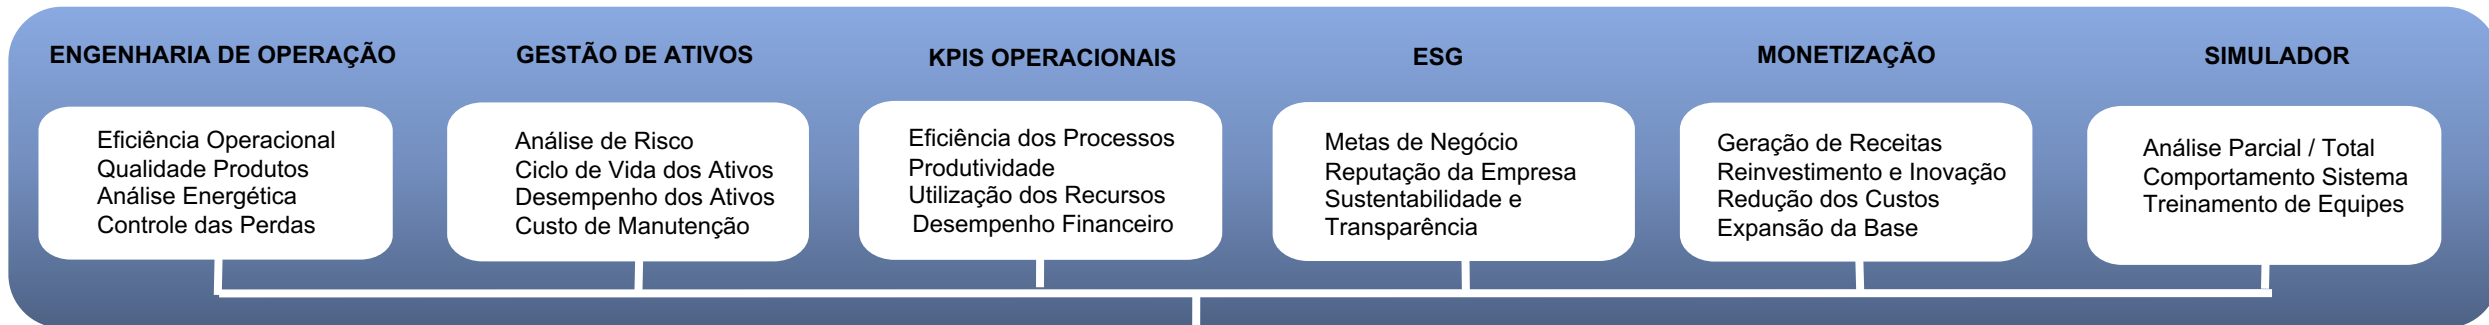 ENGENHARIA DE OPERAÇÃO
Eficiência Operacional
Qualidade Produtos
Análise Energética
Controle das Perdas
GESTÃO DE ATIVOS
Análise de Risco
Ciclo de Vida dos Ativos
Desempenho dos Ativos
Custo de Manutenção
KPIS OPERACIONAIS
Eficiência dos Processos
Produtividade
Utilização dos Recursos
Desempenho Financeiro
ESG
Metas de Negócio
Reputação da Empresa
Sustentabilidade e
Transparência
MONETIZAÇÃO
Geração de Receitas
Reinvestimento e Inovação
Redução dos Custos
Expansão da Base
SIMULADOR
Análise Parcial / Total
Comportamento Sistema
Treinamento de Equipes